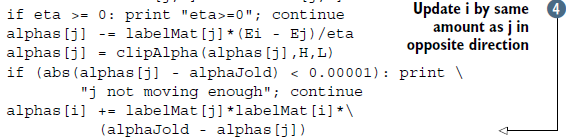 if eta >= 0: print "eta>=0"; continue
alphas[j] -= labelMat[j]*(Ei - Ej)/eta
alphas[j] = clipAlpha(alphas[j],H,L)
if (abs(alphas[j] - alphaJold) < 0.00001): print \
"j not moving enough"; continue
alphas[i] += labelMat[j]*labelMat[i]*\
(alphaJold - alphas[j])
Update i by same
amount as j in
opposite direction
4